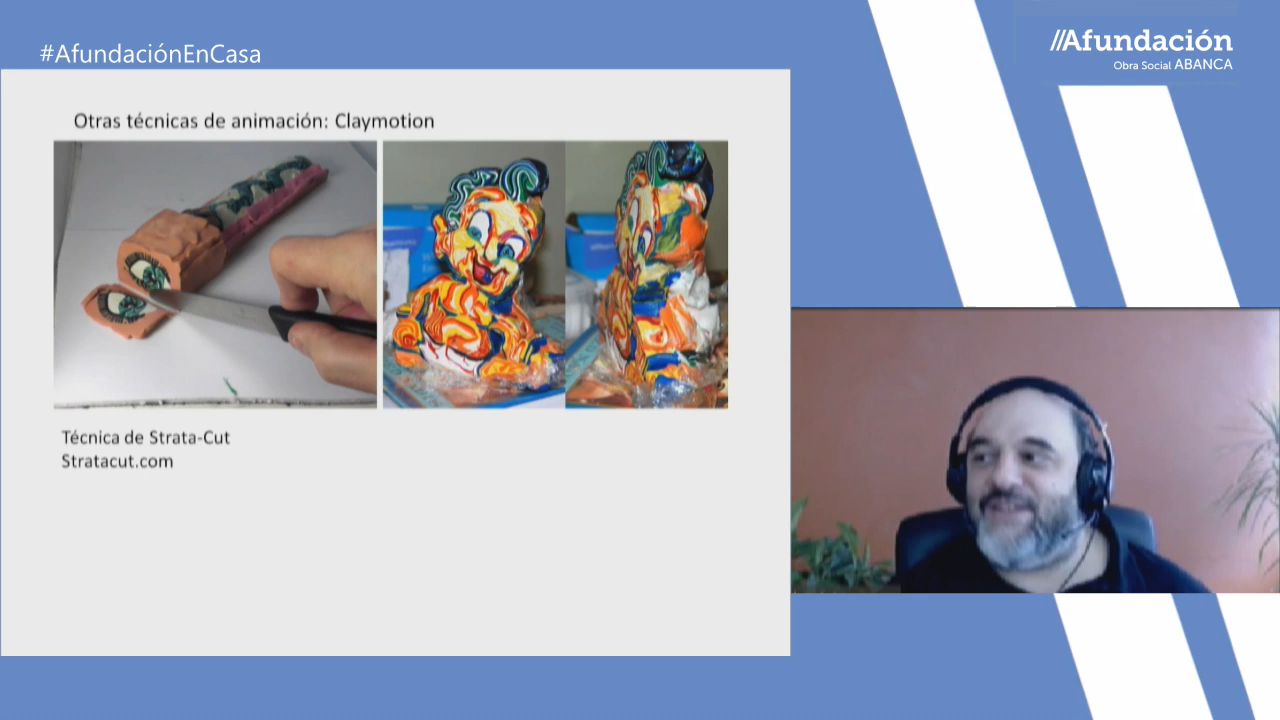 #AfundaciónEnCasa
//Afundación
Obra Social ABANCA
Otras técnicas de animación: Claymotion
Técnica de Strata-Cut
Stratacut.com